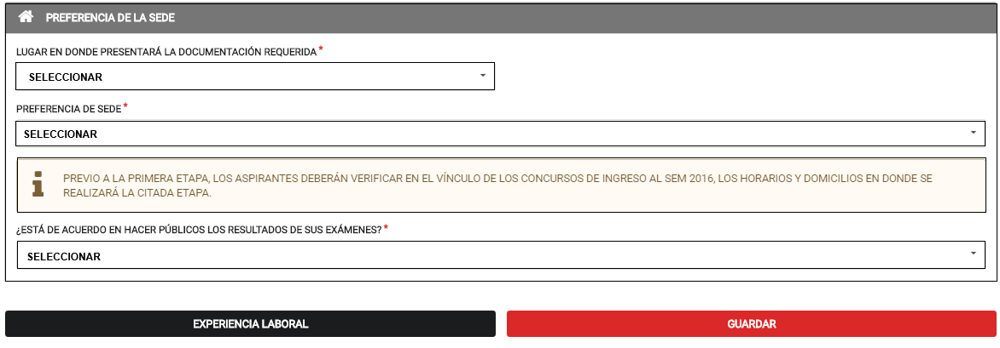 PREFERENCIA DE LA SEDE
LUGAR EN DONDE PRESENTARÁ LA DOCUMENTACIÓN REQUERIDA *
SELECCIONAR
PREFERENCIA DE SEDE *
SELECCIONAR
PREVIO A LA PRIMERA ETAPA, LOS ASPIRANTES DEBERÁN VERIFICAR EN EL VÍNCULO DE LOS CONCURSOS DE INGRESO AL SEM 2016, LOS HORARIOS Y DOMICILIOS EN DONDE SE
REALIZARÁ LA CITADA ETAPA.
¿ESTÁ DE ACUERDO EN HACER PÚBLICOS LOS RESULTADOS DE SUS EXÁMENES? *
SELECCIONAR
EXPERIENCIA LABORAL
GUARDAR